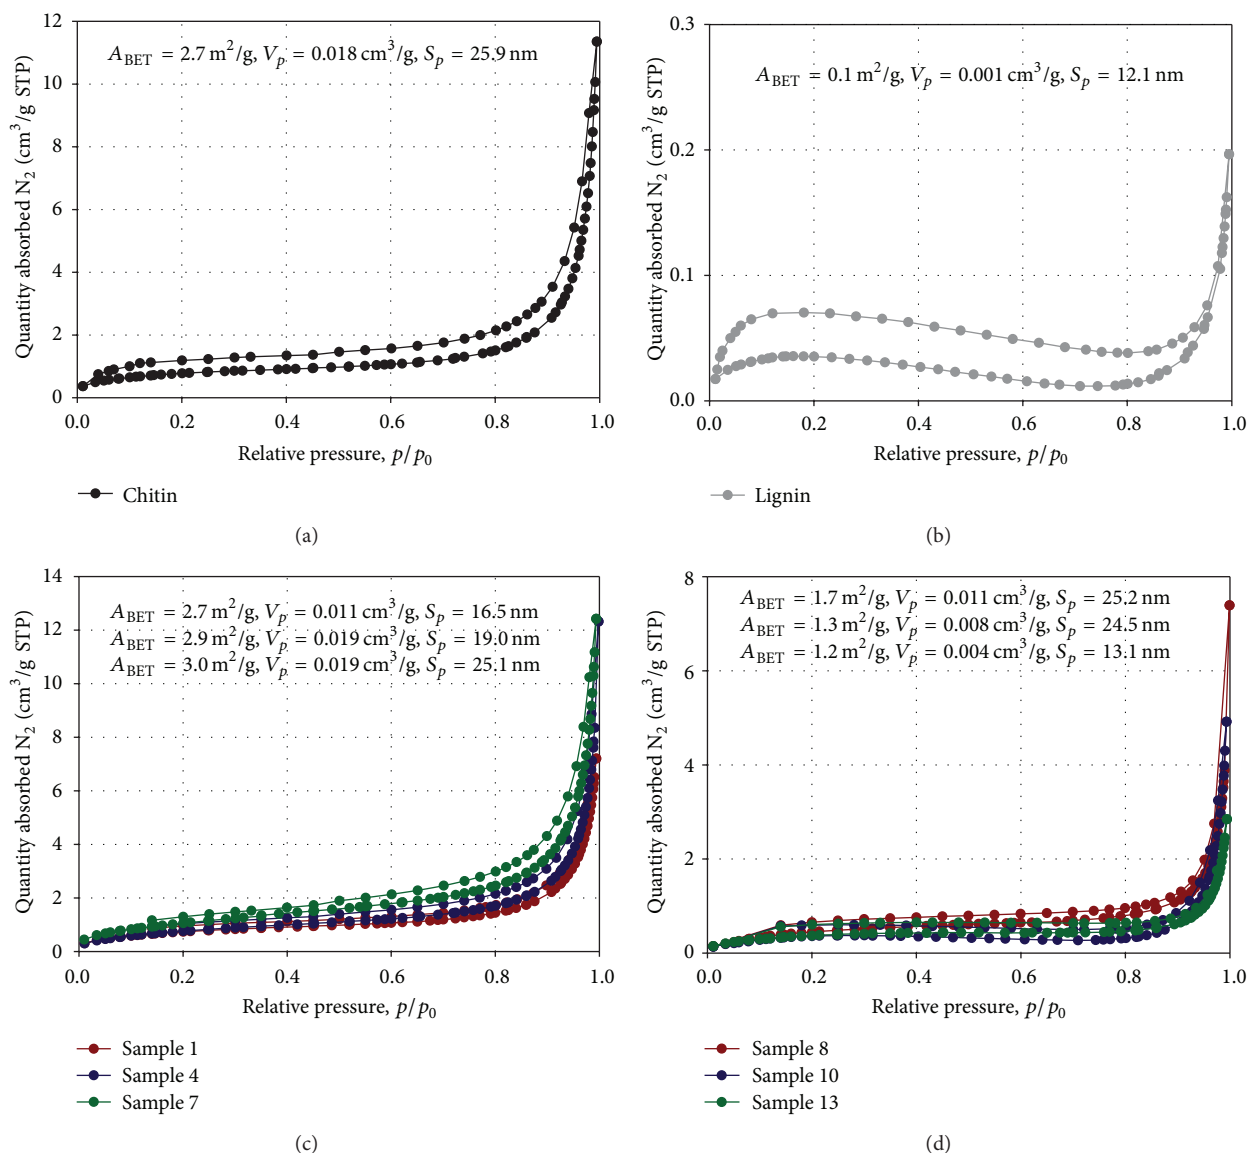 A_BET = 2.7 m²/g, V_p = 0.018 cm³/g, S_p = 25.9 nm
Quantity absorbed N₂ (cm³/g STP)
12
10
8
6
4
2
0
0.0 0.2 0.4 0.6 0.8 1.0
Relative pressure, p/p₀
Chitin
(a)
A_BET = 0.1 m²/g, V_p = 0.001 cm³/g, S_p = 12.1 nm
Quantity absorbed N₂ (cm³/g STP)
0.3
0.2
0.1
0.0
0.0 0.2 0.4 0.6 0.8 1.0
Relative pressure, p/p₀
Lignin
(b)
A_BET = 2.7 m²/g, V_p = 0.011 cm³/g, S_p = 16.5 nm
A_BET = 2.9 m²/g, V_p = 0.019 cm³/g, S_p = 19.0 nm
A_BET = 3.0 m²/g, V_p = 0.019 cm³/g, S_p = 25.1 nm
Quantity absorbed N₂ (cm³/g STP)
14
12
10
8
6
4
2
0
0.0 0.2 0.4 0.6 0.8 1.0
Relative pressure, p/p₀
Sample 1
Sample 4
Sample 7
(c)
A_BET = 1.7 m²/g, V_p = 0.011 cm³/g, S_p = 25.2 nm
A_BET = 1.3 m²/g, V_p = 0.008 cm³/g, S_p = 24.5 nm
A_BET = 1.2 m²/g, V_p = 0.004 cm³/g, S_p = 13.1 nm
Quantity absorbed N₂ (cm³/g STP)
8
6
4
2
0
0.0 0.2 0.4 0.6 0.8 1.0
Relative pressure, p/p₀
Sample 8
Sample 10
Sample 13
(d)